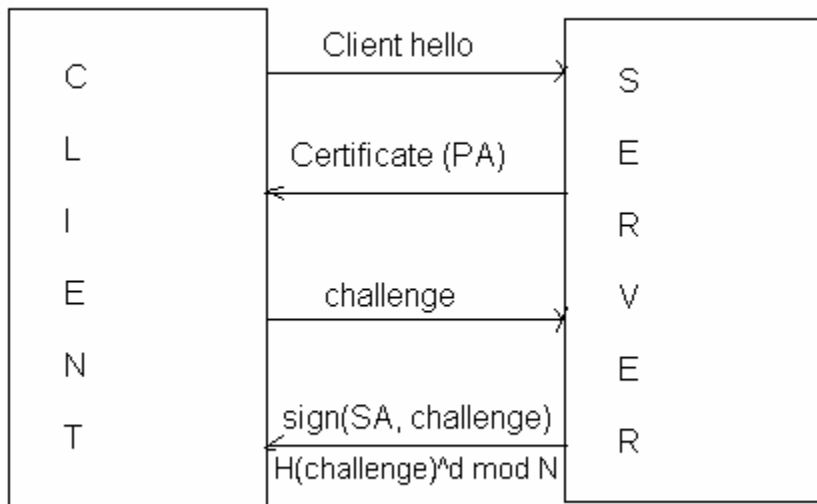 C
L
I
E
N
T
Client hello
Certificate (PA)
challenge
sign(SA, challenge)
H(challenge)^d mod N
S
E
R
V
E
R